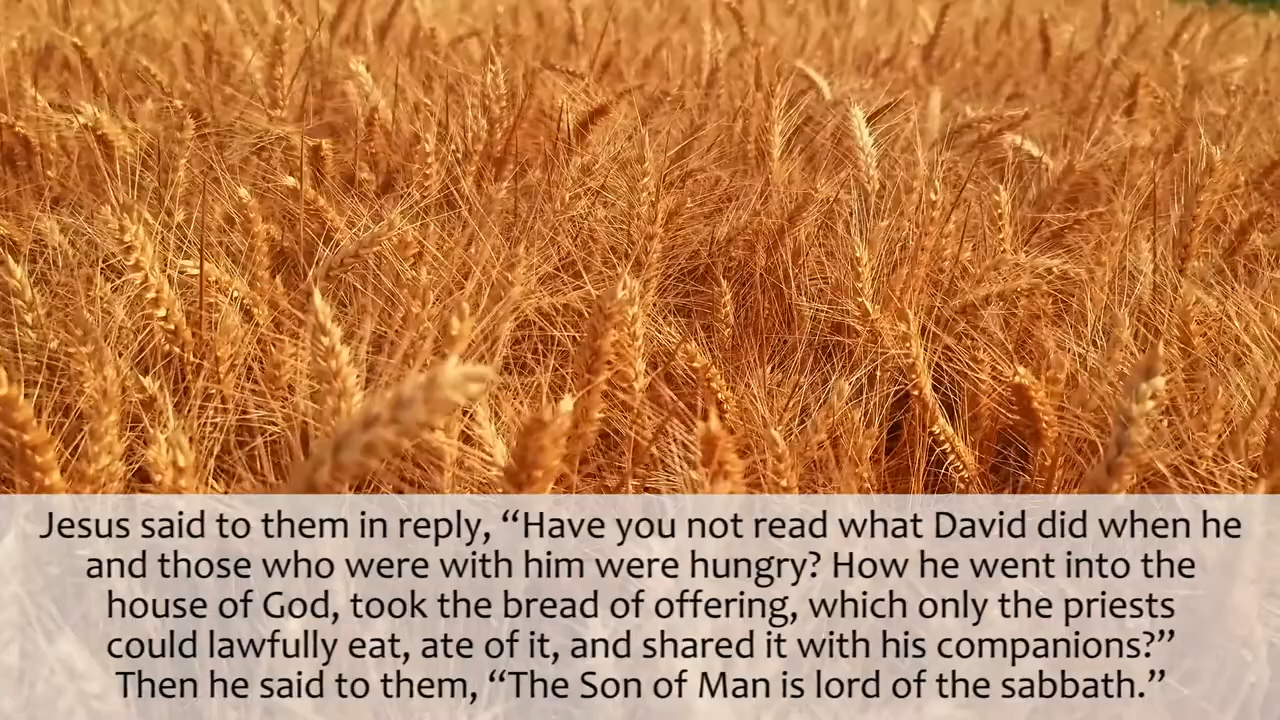 Jesus said to them in reply, “Have you not read what David did when he
and those who were with him were hungry? How he went into the
house of God, took the bread of offering, which only the priests
could lawfully eat, ate of it, and shared it with his companions?”
Then he said to them, “The Son of Man is lord of the sabbath.”